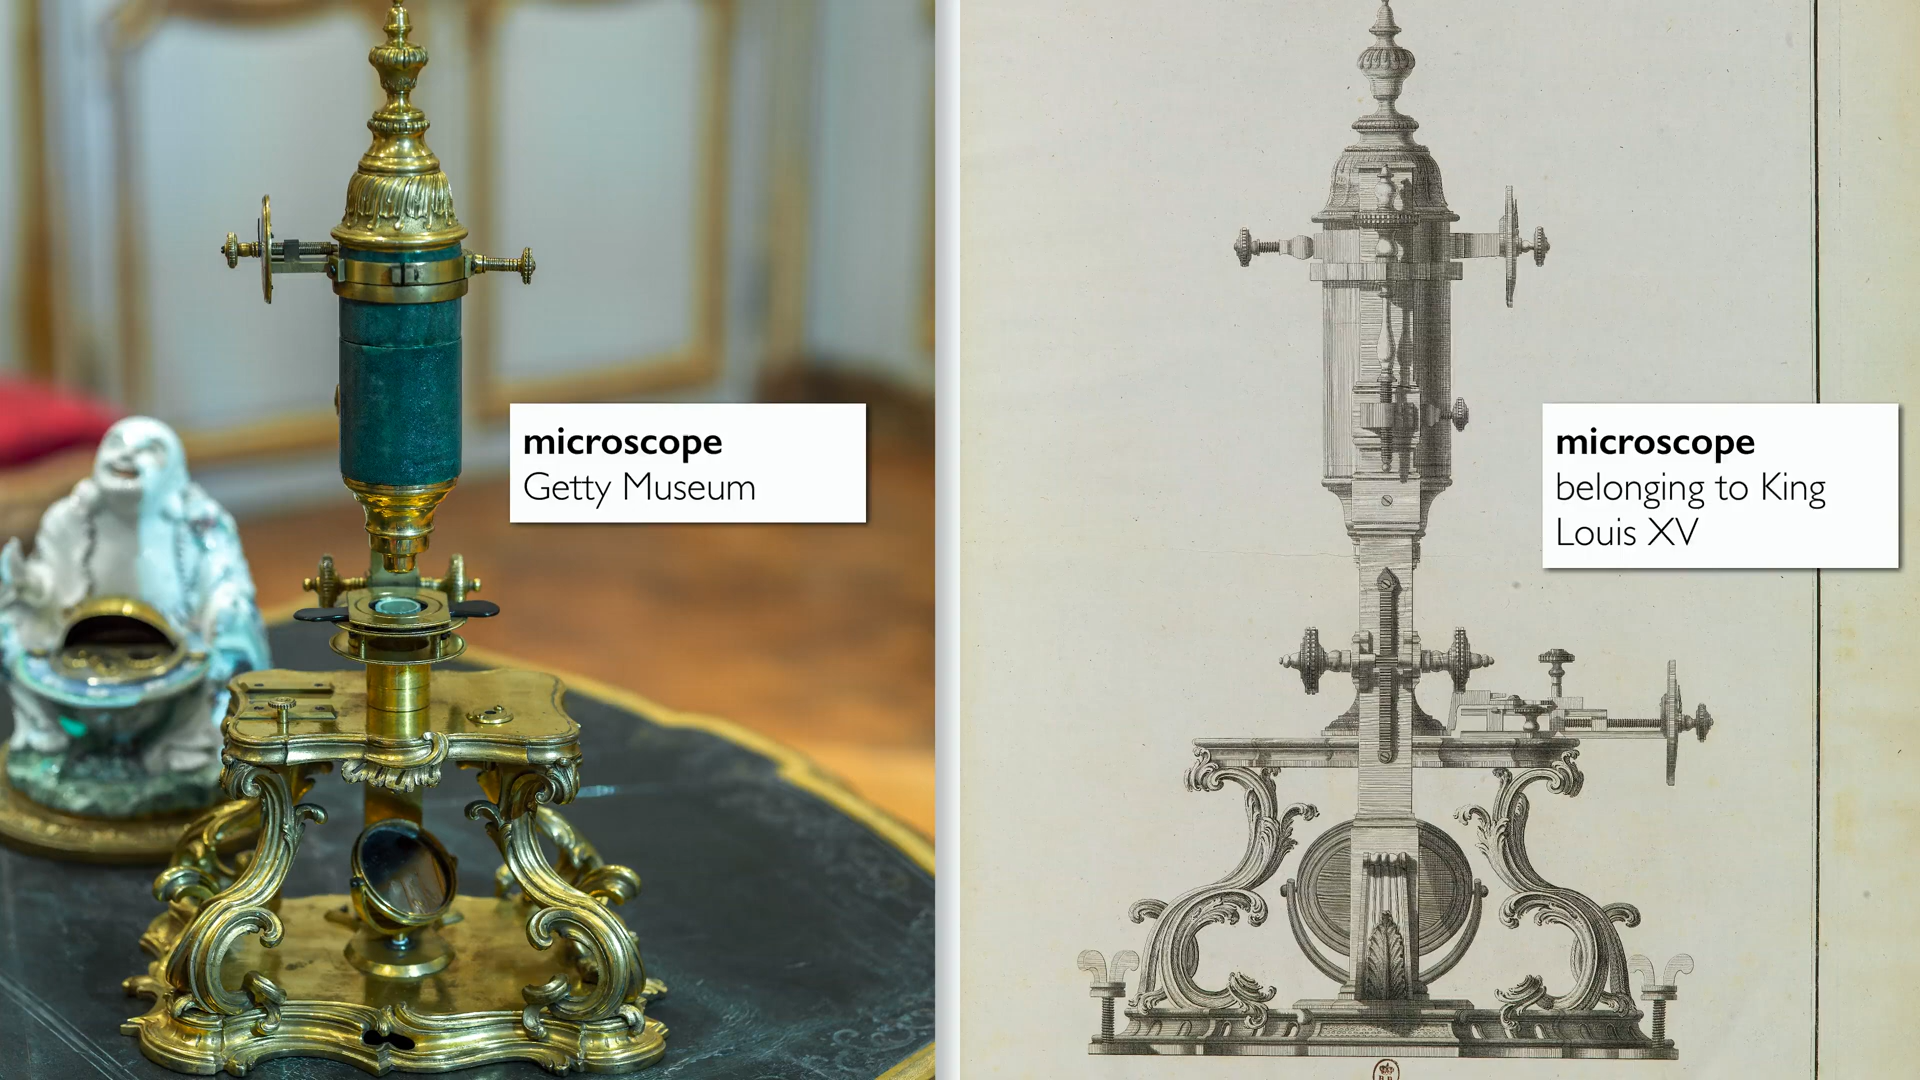 microscope
Getty Museum
microscope
belonging to King
Louis XV